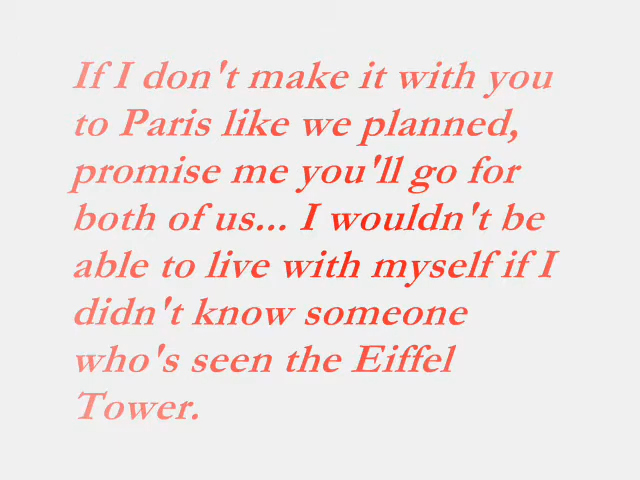 If I don't make it with you
to Paris like we planned,
promise me you'll go for
both of us... I wouldn't be
able to live with myself if I
didn't know someone
who's seen the Eiffel
Tower.